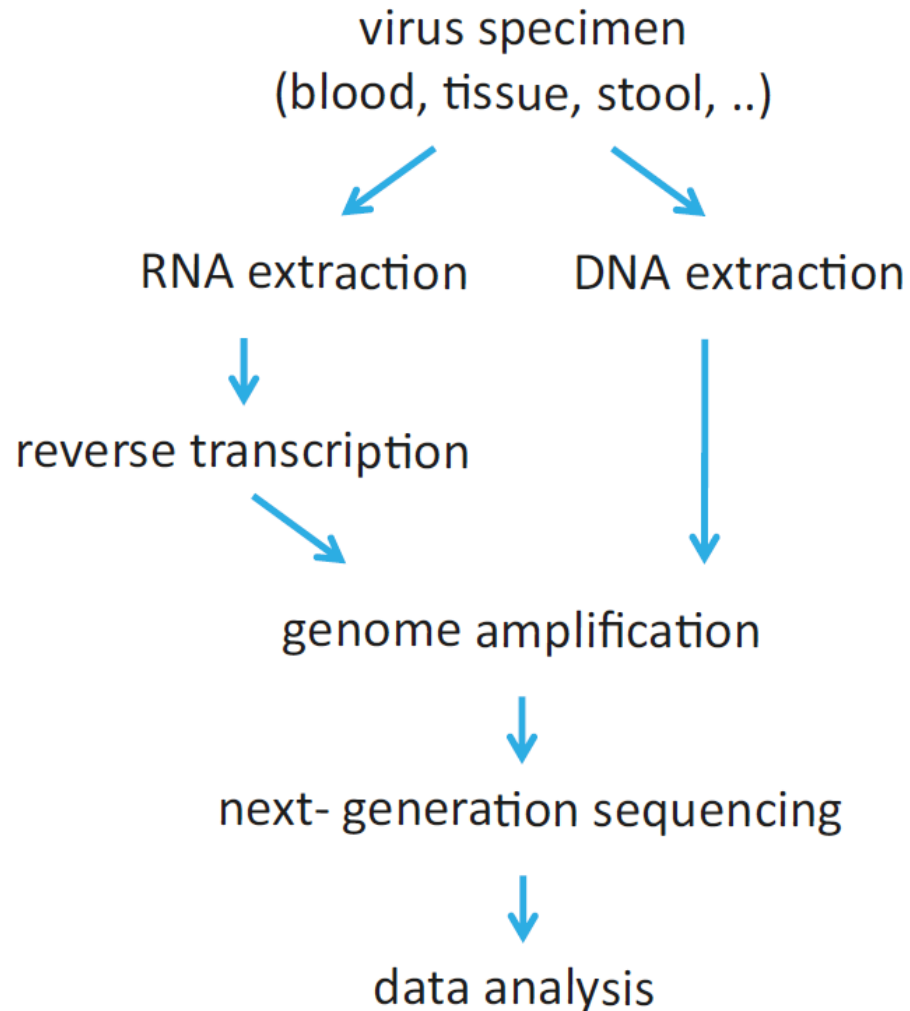 virus specimen
(blood, tissue, stool, ..)
RNA extraction
DNA extraction
reverse transcription
genome amplification
next- generation sequencing
data analysis